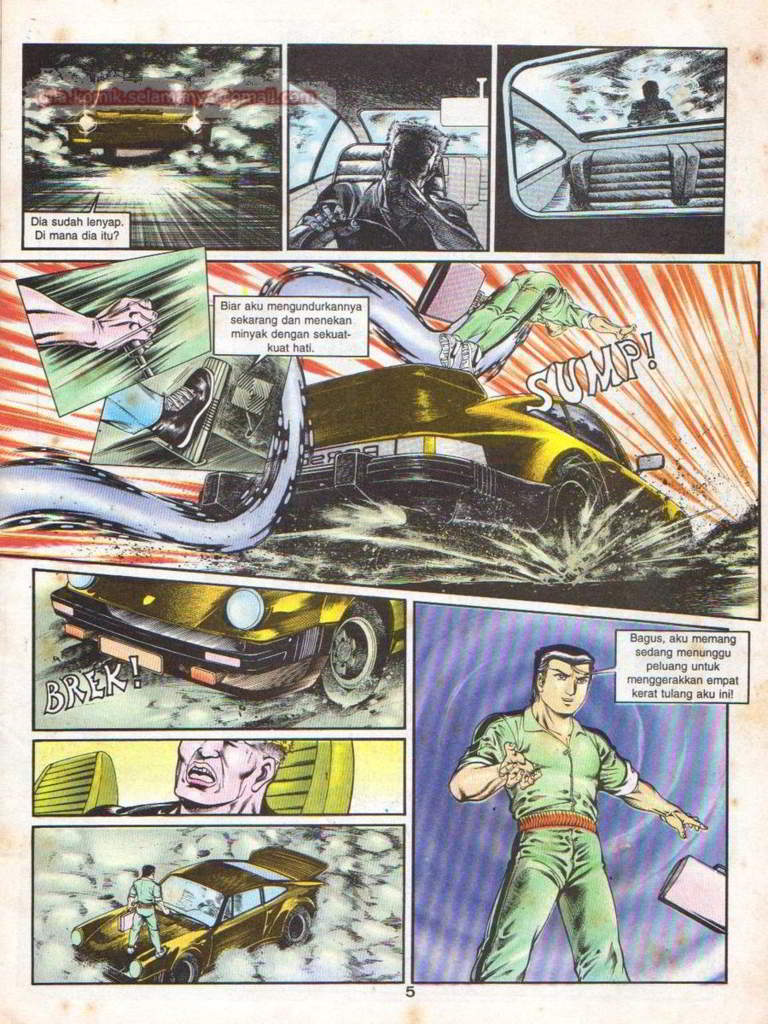 Dia sudah lenyap.
Di mana dia itu?
Biar aku mengundurkannya
sekarang dan menekan
minyak dengan sekuat-
kuat hati.
SUMP!
BREK!
Bagus, aku memang
sedang menunggu
peluang untuk
menggerakkan empat
kerat tulang aku ini!
5